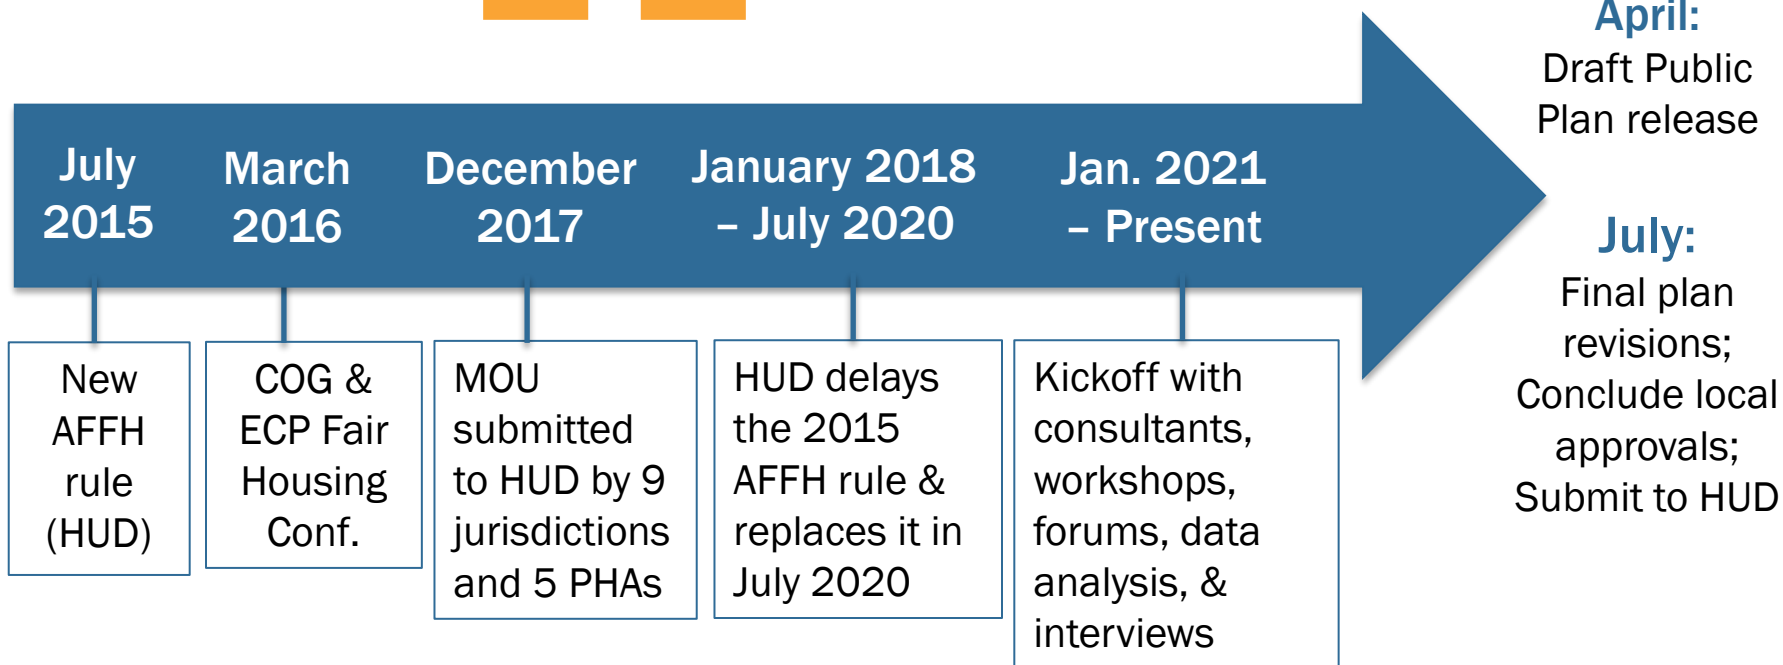 July
2015
March
2016
December
2017
January 2018
– July 2020
Jan. 2021
– Present
New
AFFH
rule
(HUD)
COG &
ECP Fair
Housing
Conf.
MOU
submitted
to HUD by 9
jurisdictions
and 5 PHAs
HUD delays
the 2015
AFFH rule &
replaces it in
July 2020
Kickoff with
consultants,
workshops,
forums, data
analysis, &
interviews
April:
Draft Public
Plan release
July:
Final plan
revisions;
Conclude local
approvals;
Submit to HUD